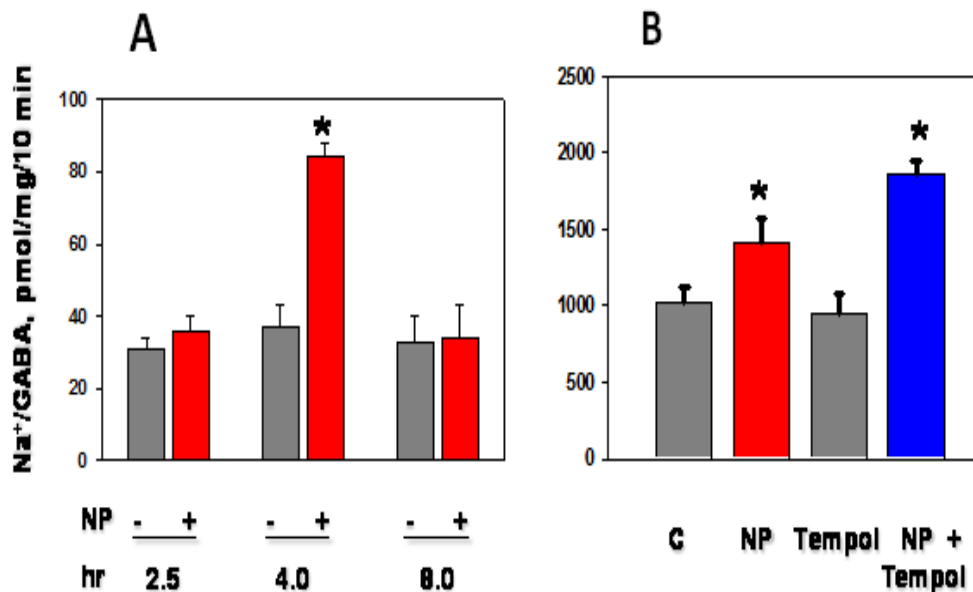 A
B
Na⁺/GABA, pmol/mg/10 min
100
80
60
40
20
0
*
2500
2000
1500
1000
500
0
*
*
NP - + - + - +
hr 2.5 4.0 8.0
C NP Tempol NP +
Tempol